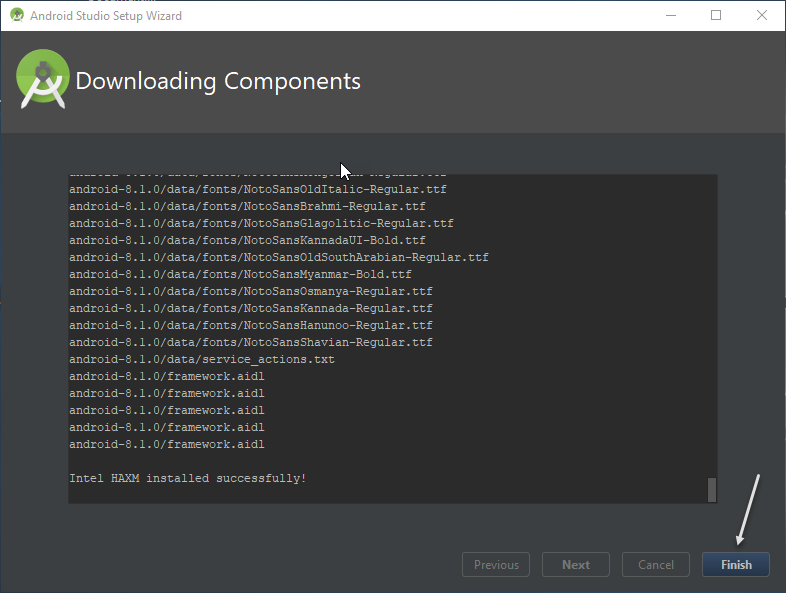 Android Studio Setup Wizard
Downloading Components
android-8.1.0/data/fonts/NotoSansOldItalic-Regular.ttf
android-8.1.0/data/fonts/NotoSansBrahmi-Regular.ttf
android-8.1.0/data/fonts/NotoSansGlagolitic-Regular.ttf
android-8.1.0/data/fonts/NotoSansKannadaUI-Bold.ttf
android-8.1.0/data/fonts/NotoSansOldSouthArabian-Regular.ttf
android-8.1.0/data/fonts/NotoSansMyanmar-Bold.ttf
android-8.1.0/data/fonts/NotoSansOsmanya-Regular.ttf
android-8.1.0/data/fonts/NotoSansKannada-Regular.ttf
android-8.1.0/data/fonts/NotoSansHanunoo-Regular.ttf
android-8.1.0/data/fonts/NotoSansShavian-Regular.ttf
android-8.1.0/data/service_actions.txt
android-8.1.0/framework.aidl
android-8.1.0/framework.aidl
android-8.1.0/framework.aidl
android-8.1.0/framework.aidl
android-8.1.0/framework.aidl
Intel HAXM installed successfully!
Previous Next Cancel Finish